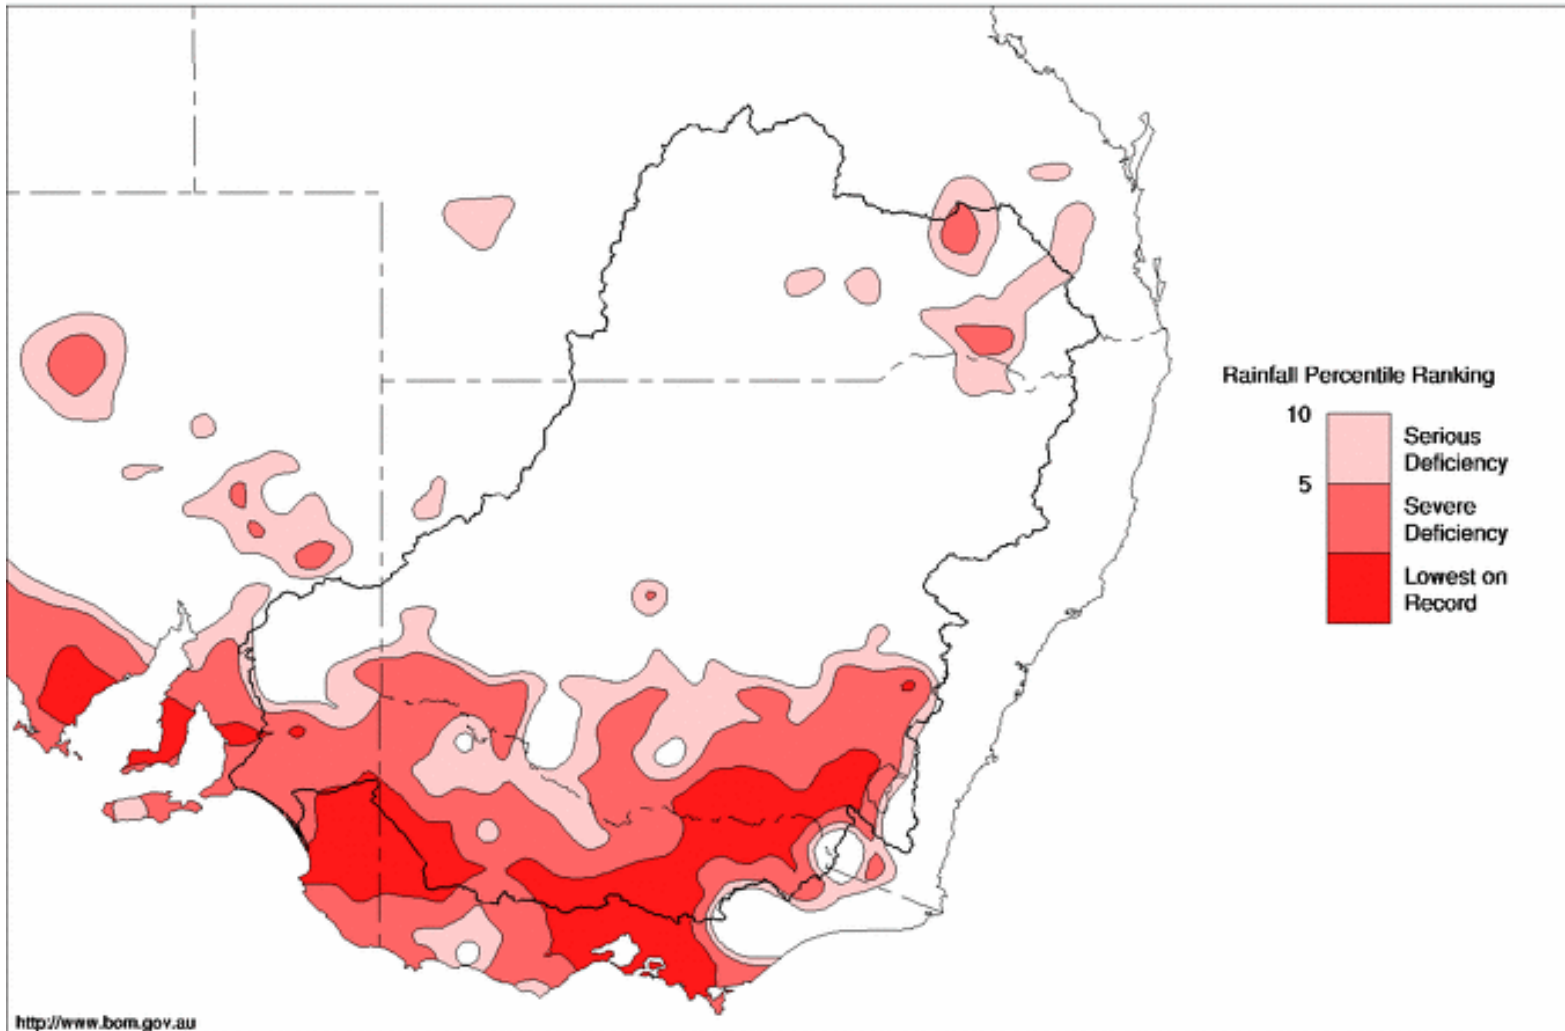 Rainfall Percentile Ranking
10
Serious
Deficiency
5
Severe
Deficiency
Lowest on
Record
http://www.bom.gov.au